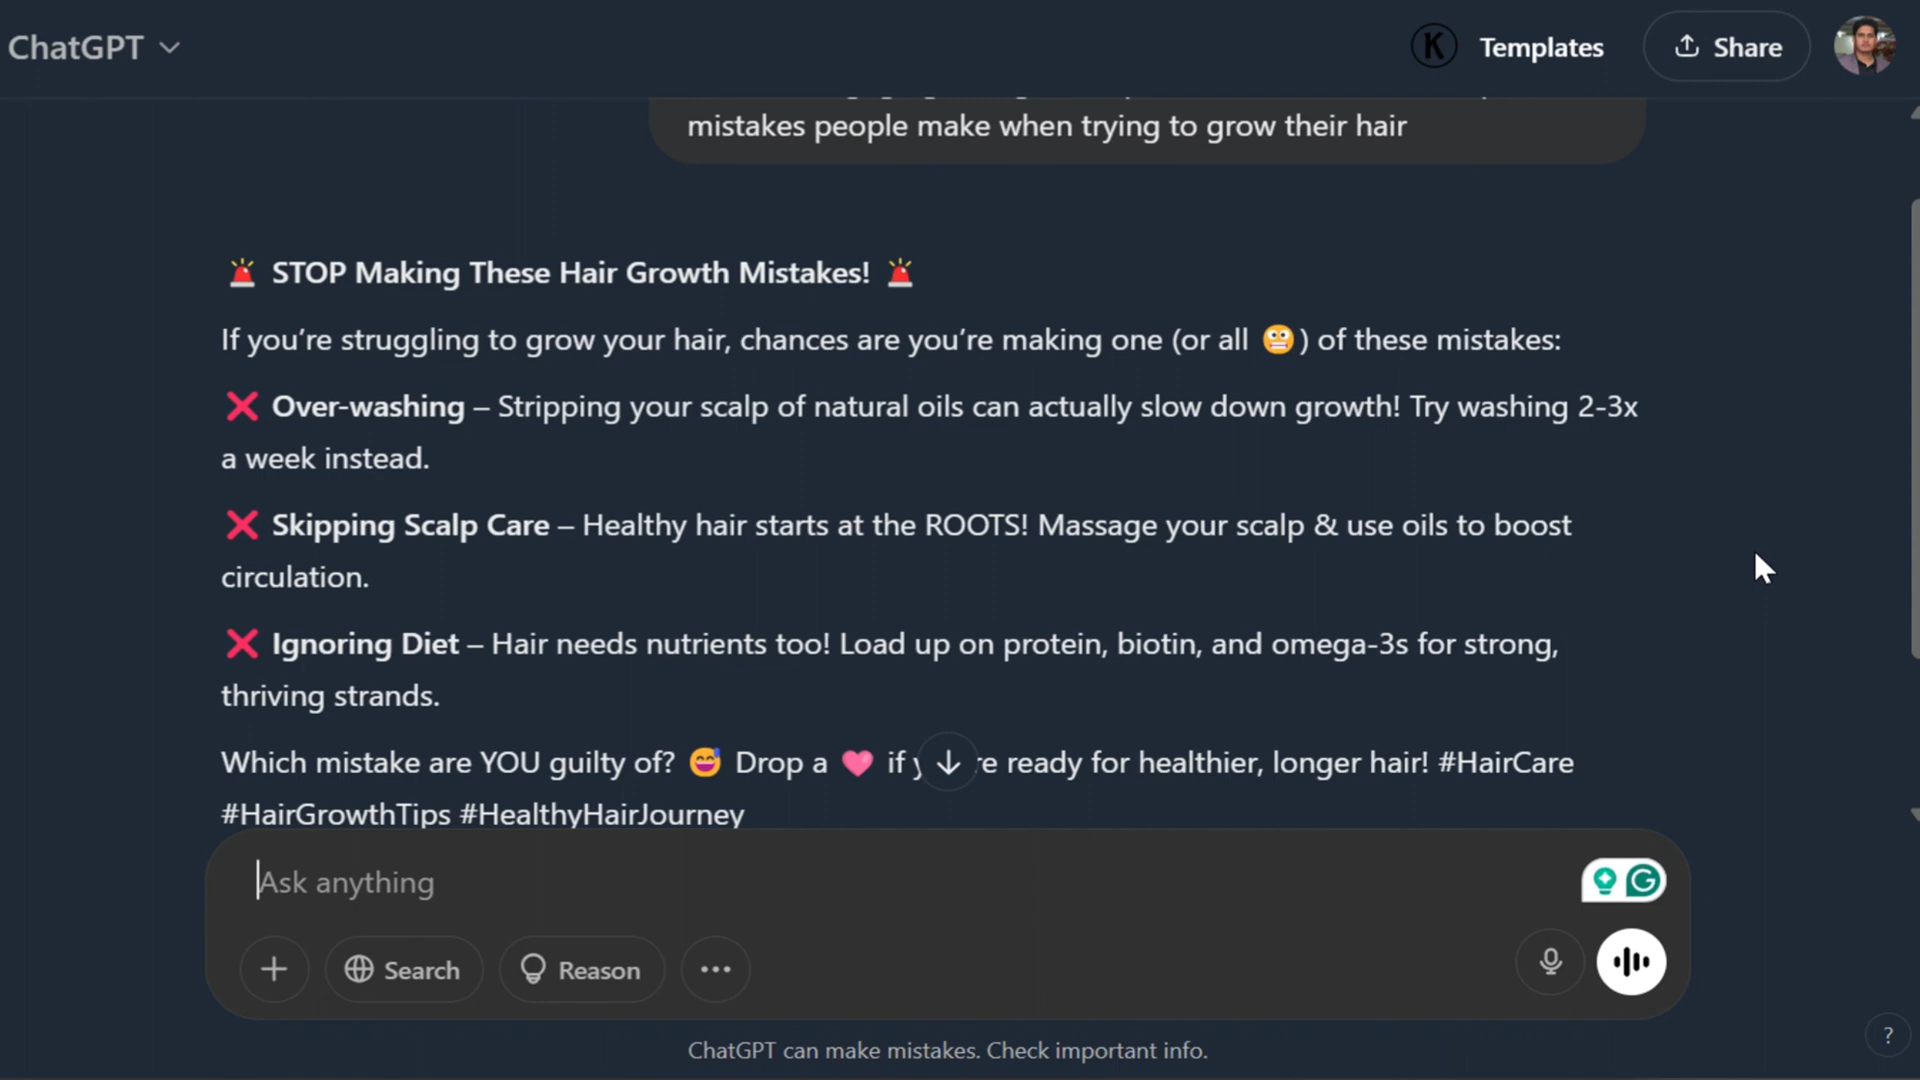 ChatGPT
K Templates
Share
mistakes people make when trying to grow their hair
🚨 STOP Making These Hair Growth Mistakes! 🚨
If you’re struggling to grow your hair, chances are you’re making one (or all 😬) of these mistakes:
❌ Over-washing – Stripping your scalp of natural oils can actually slow down growth! Try washing 2-3x
a week instead.
❌ Skipping Scalp Care – Healthy hair starts at the ROOTS! Massage your scalp & use oils to boost
circulation.
❌ Ignoring Diet – Hair needs nutrients too! Load up on protein, biotin, and omega-3s for strong,
thriving strands.
Which mistake are YOU guilty of? 😅 Drop a 💗 if ready for healthier, longer hair! #HairCare
#HairGrowthTips #HealthyHairJourney
Ask anything
Search
Reason
ChatGPT can make mistakes. Check important info.
?